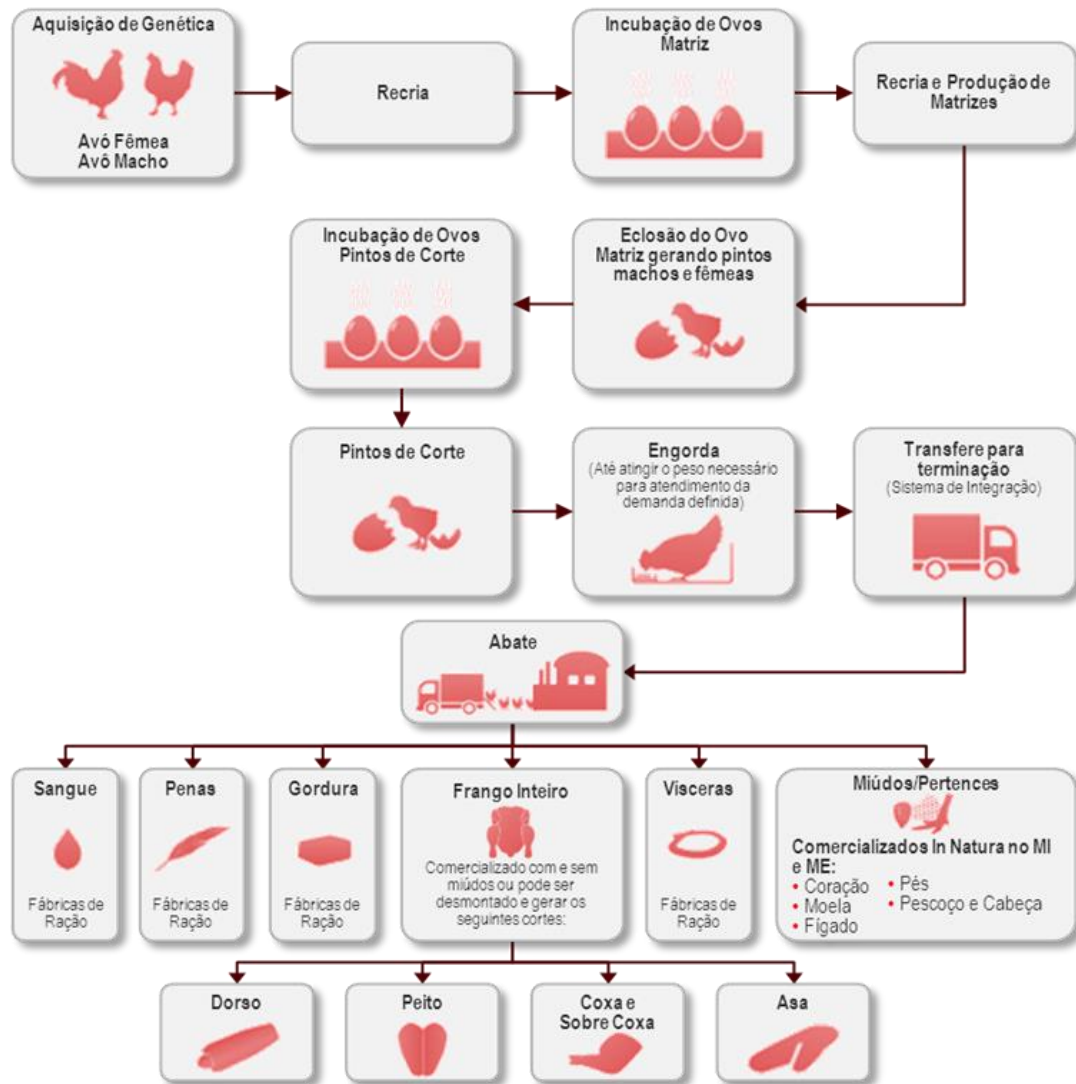 Aquisição de Genética
Avó Fêmea
Avô Macho
Recria
Incubação de Ovos
Matriz
Recria e Produção de
Matrizes
Incubação de Ovos
Pintos de Corte
Eclosão do Ovo
Matriz gerando pintos
machos e fêmeas
Pintos de Corte
Engorda
(Até atingir o peso necessário
para atendimento da
demanda definida)
Transfere para
terminação
(Sistema de Integração)
Abate
Sangue
Fábricas de
Ração
Penas
Fábricas de
Ração
Gordura
Fábricas de
Ração
Frango Inteiro
Comercializado com e sem
miúdos ou pode ser
desmontado e gerar os
seguintes cortes:
Vísceras
Fábricas de
Ração
Miúdos/Pertences
Comercializados In Natura no MI
e ME:
• Coração
• Moela
• Fígado
• Pés
• Pescoço e Cabeça
Dorso
Peito
Coxa e
Sobre Coxa
Asa